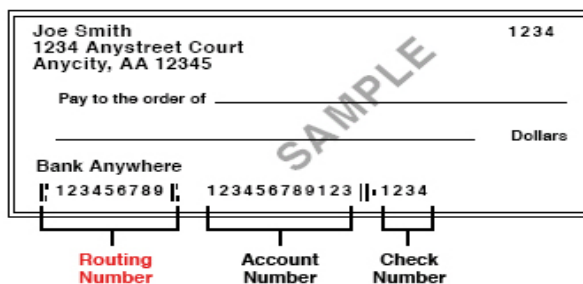 Joe Smith 1234
1234 Anystreet Court
Anycity, AA 12345
Pay to the order of
SAMPLE
Dollars
Bank Anywhere
123456789 123456789123 1234
Routing Account Check
Number Number Number